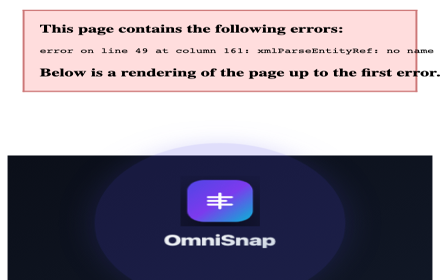 This page contains the following errors:
error on line 49 at column 161: xmlParseEntityRef: no name
Below is a rendering of the page up to the first error.
OmniSnap